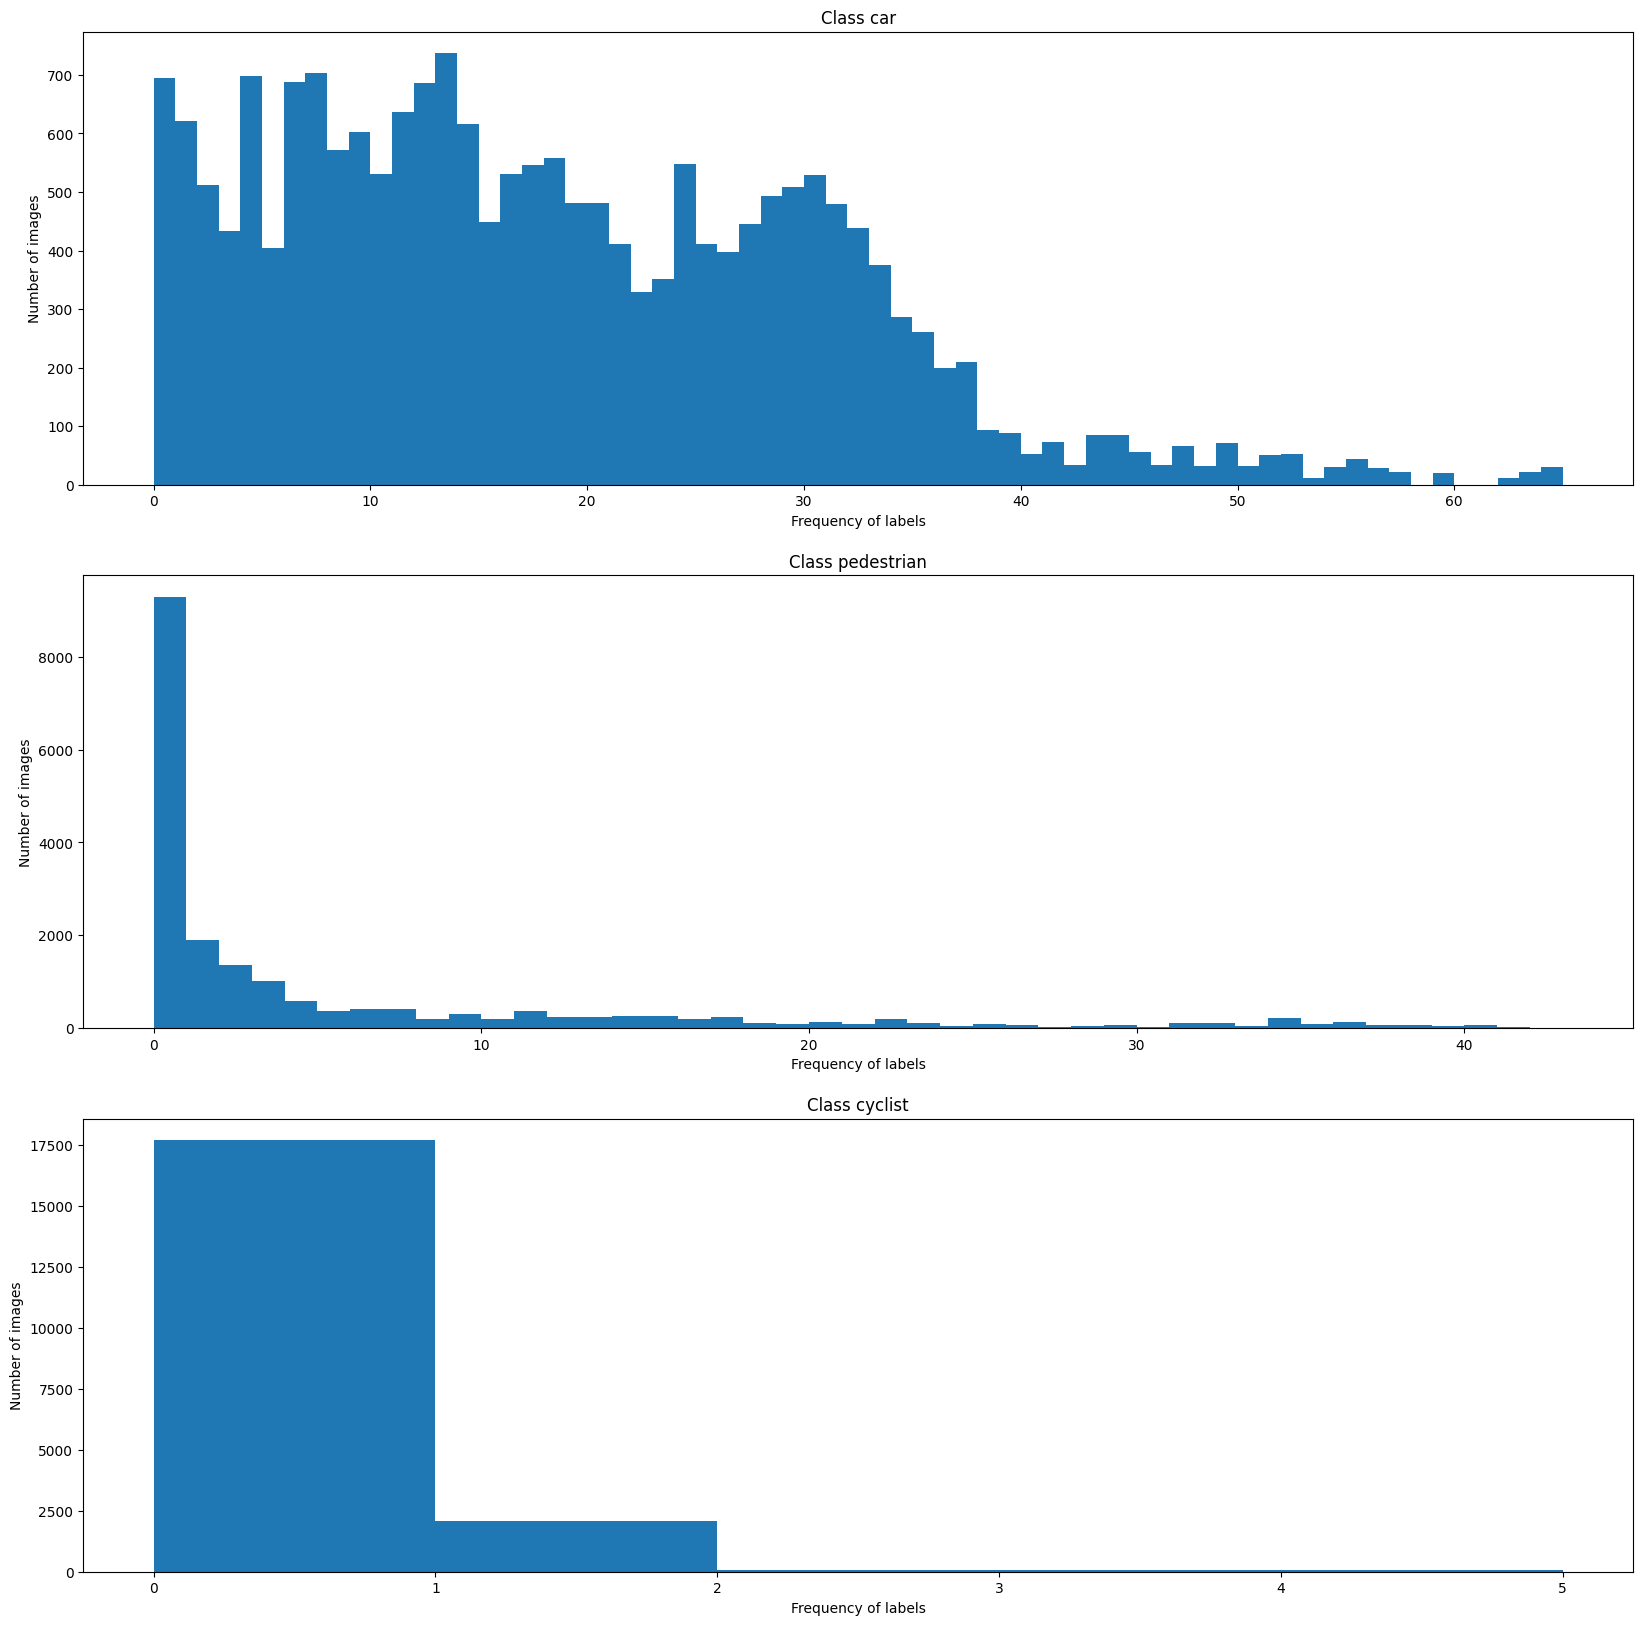 Class car
700
600
500
400
300
200
100
0
Number of images
0 10 20 30 40 50 60
Frequency of labels
Class pedestrian
8000
6000
4000
2000
0
Number of images
0 10 20 30 40
Frequency of labels
Class cyclist
17500
15000
12500
10000
7500
5000
2500
0
Number of images
0 1 2 3 4 5
Frequency of labels